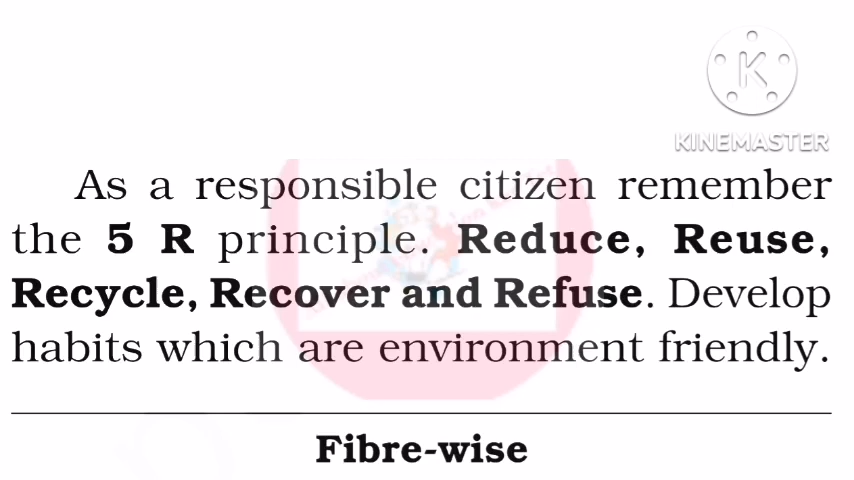 K
KINEMASTER
As a responsible citizen remember
the 5 R principle. Reduce, Reuse,
Recycle, Recover and Refuse. Develop
habits which are environment friendly.
Fibre-wise